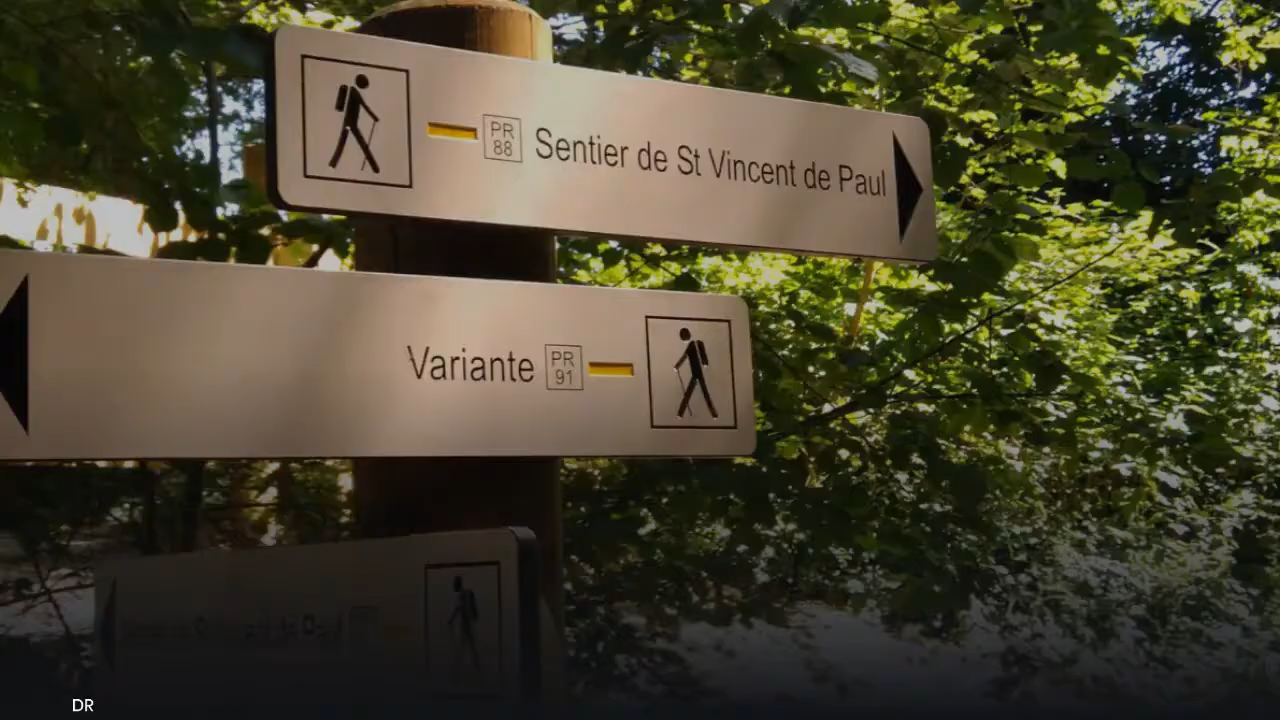 PR
88
Sentier de St Vincent de Paul
Variante
PR
91
DR